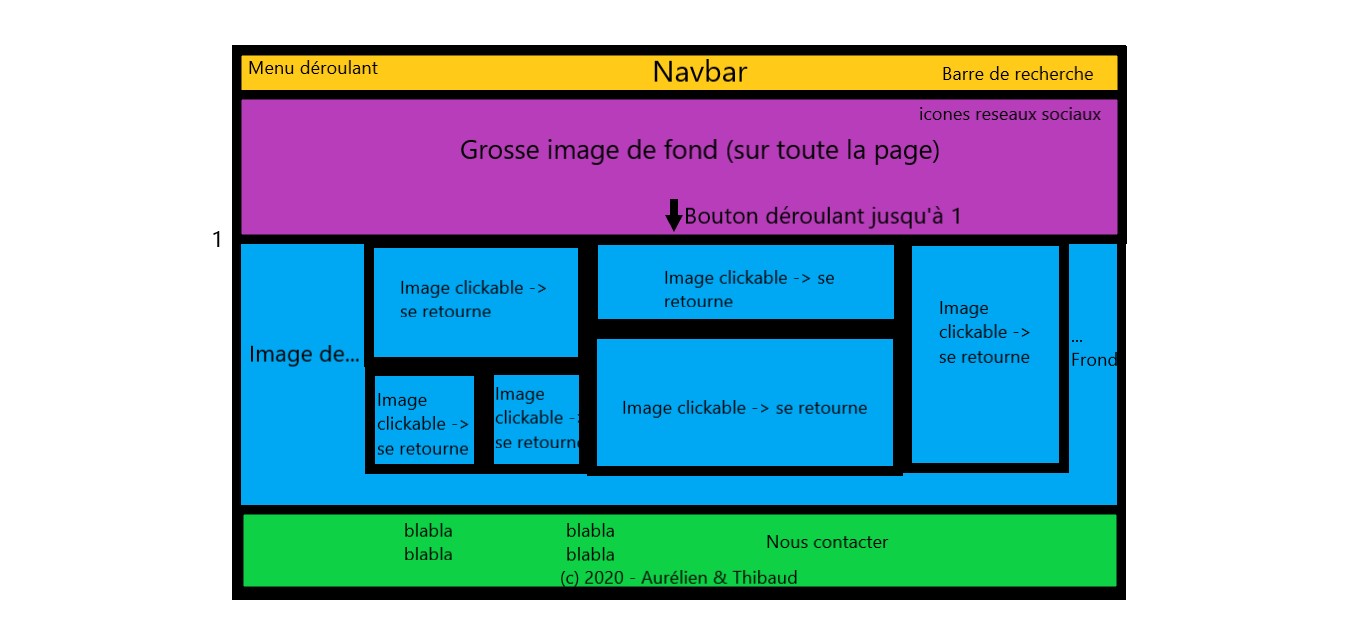 Menu déroulant
Navbar
Barre de recherche
icones reseaux sociaux
Grosse image de fond (sur toute la page)
Bouton déroulant jusqu'à 1
1
Image de...
Image clickable ->
se retourne
Image clickable -> se
retourne
Image
clickable ->
se retourne
...
Frond
Image
clickable ->
se retourne
Image
clickable -
se retourn
Image clickable -> se retourne
blabla
blabla
blabla
blabla
Nous contacter
(c) 2020 - Aurélien & Thibaud